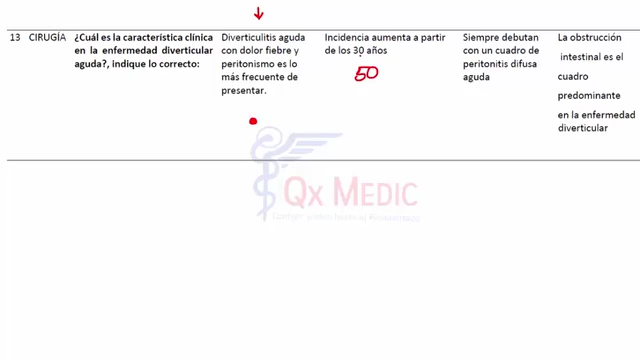 13 CIRUGÍA ¿Cuál es la característica clínica
en la enfermedad diverticular
aguda?, indique lo correcto:
Diverticulitis aguda
con dolor fiebre y
peritonismo es lo
más frecuente de
presentar.
Incidencia aumenta a partir
de los 30 años
50
Siempre debutan
con un cuadro de
peritonitis difusa
aguda
La obstrucción
intestinal es el
cuadro
predominante
en la enfermedad
diverticular
QX MEDIC